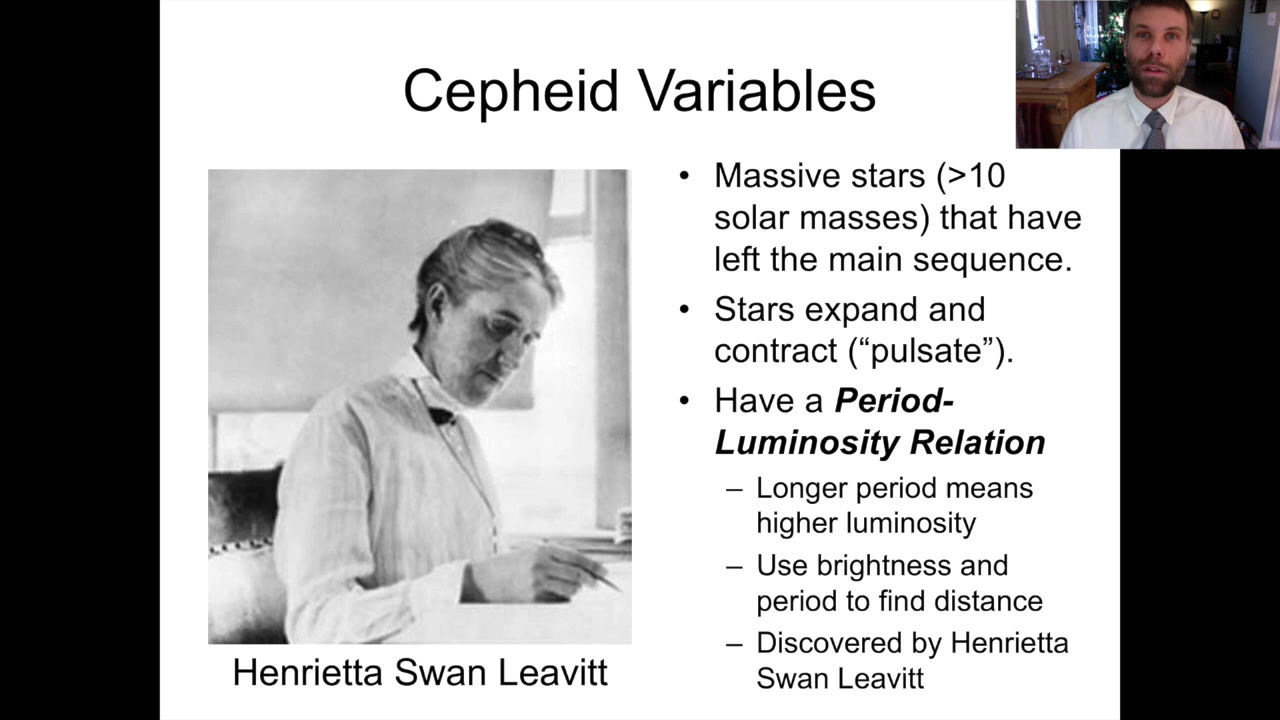 Cepheid Variables
• Massive stars (>10
solar masses) that have
left the main sequence.
• Stars expand and
contract (“pulsate”).
• Have a Period-
Luminosity Relation
– Longer period means
higher luminosity
– Use brightness and
period to find distance
– Discovered by Henrietta
Swan Leavitt
Henrietta Swan Leavitt